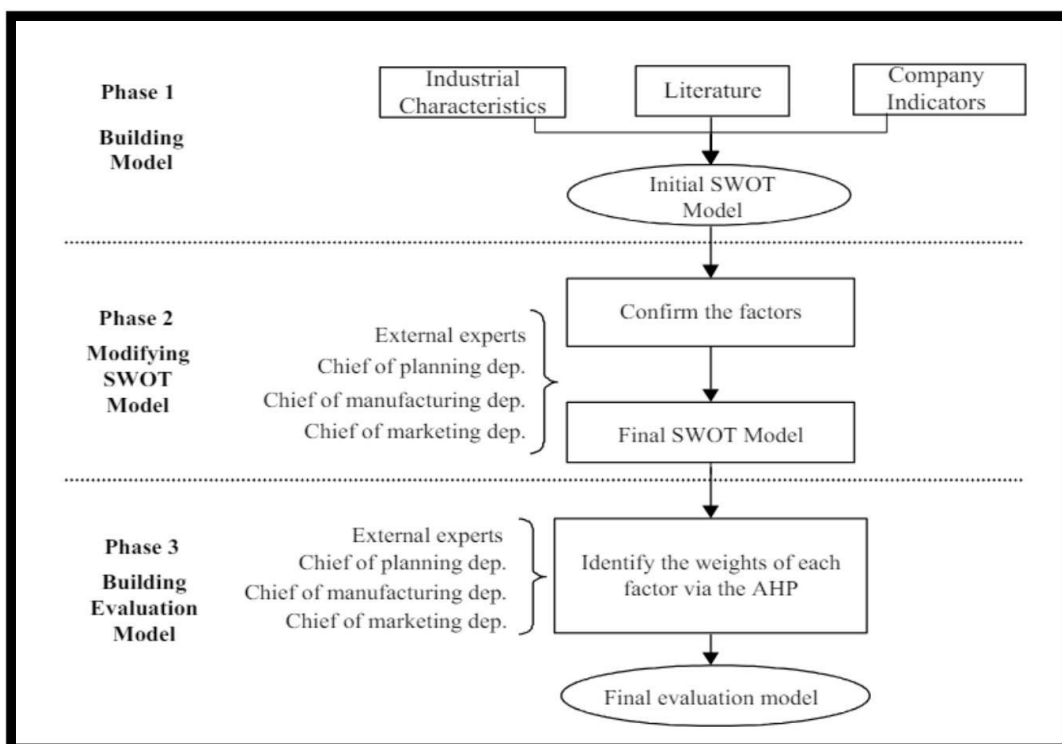 Phase 1
Building
Model
Industrial
Characteristics
Literature
Company
Indicators
Initial SWOT
Model
Phase 2
Modifying
SWOT
Model
External experts
Chief of planning dep.
Chief of manufacturing dep.
Chief of marketing dep.
Confirm the factors
Final SWOT Model
Phase 3
Building
Evaluation
Model
External experts
Chief of planning dep.
Chief of manufacturing dep.
Chief of marketing dep.
Identify the weights of each
factor via the AHP
Final evaluation model